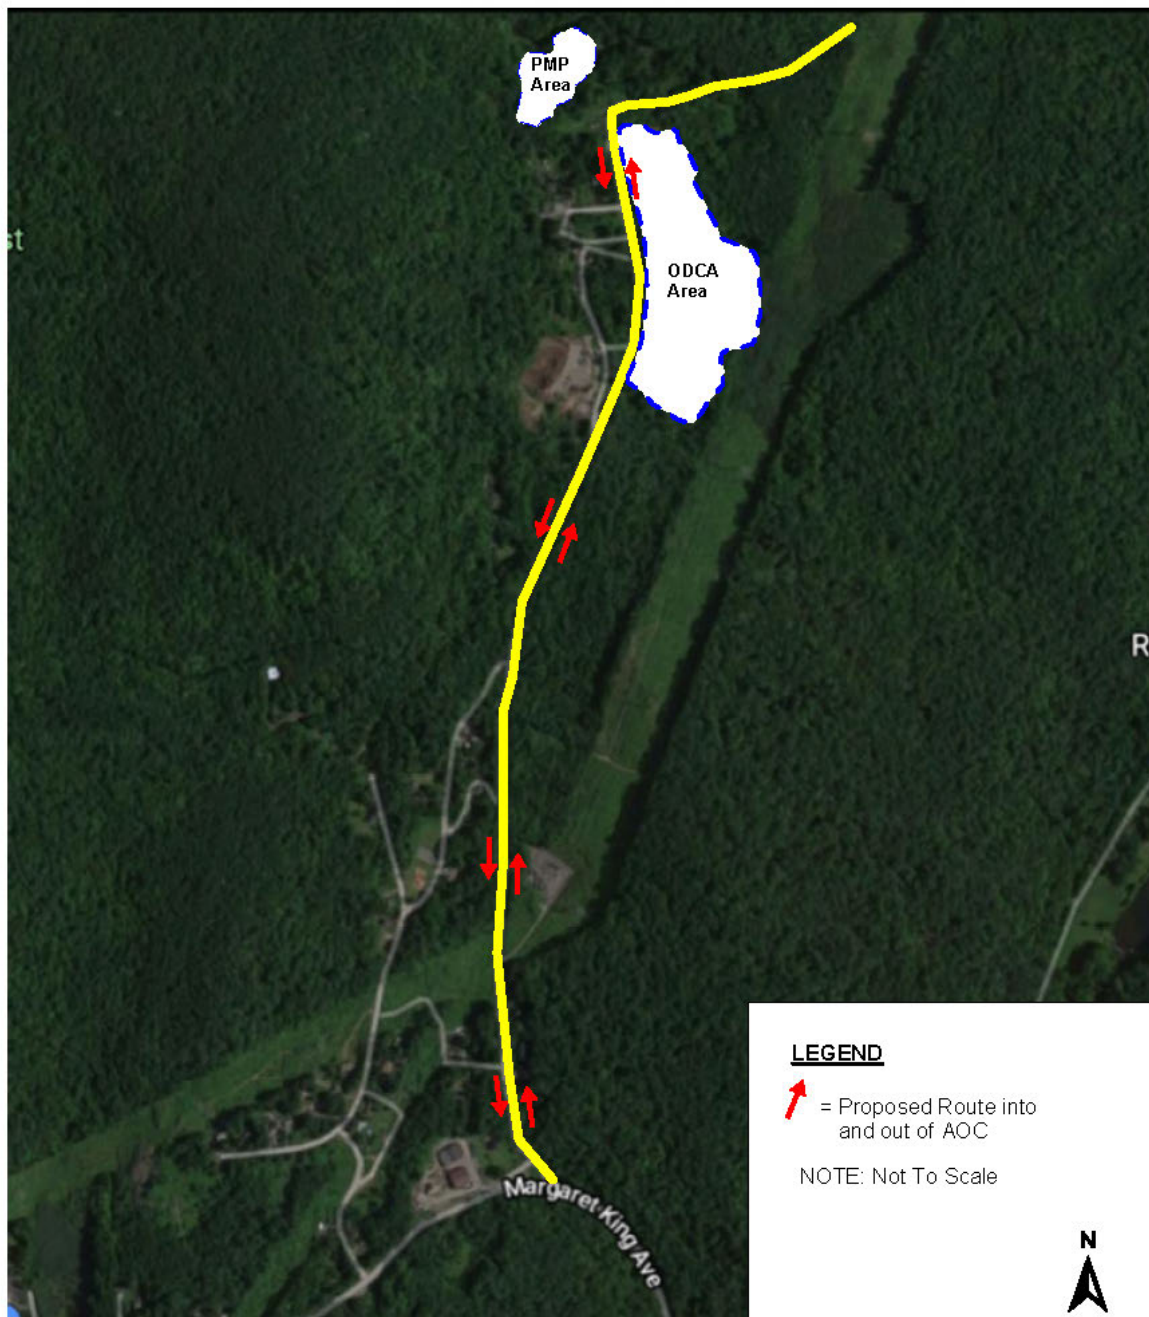 PMP
Area
st
ODCA
Area
R
LEGEND
= Proposed Route into
and out of AOC
NOTE: Not To Scale
Margaret King Ave
N